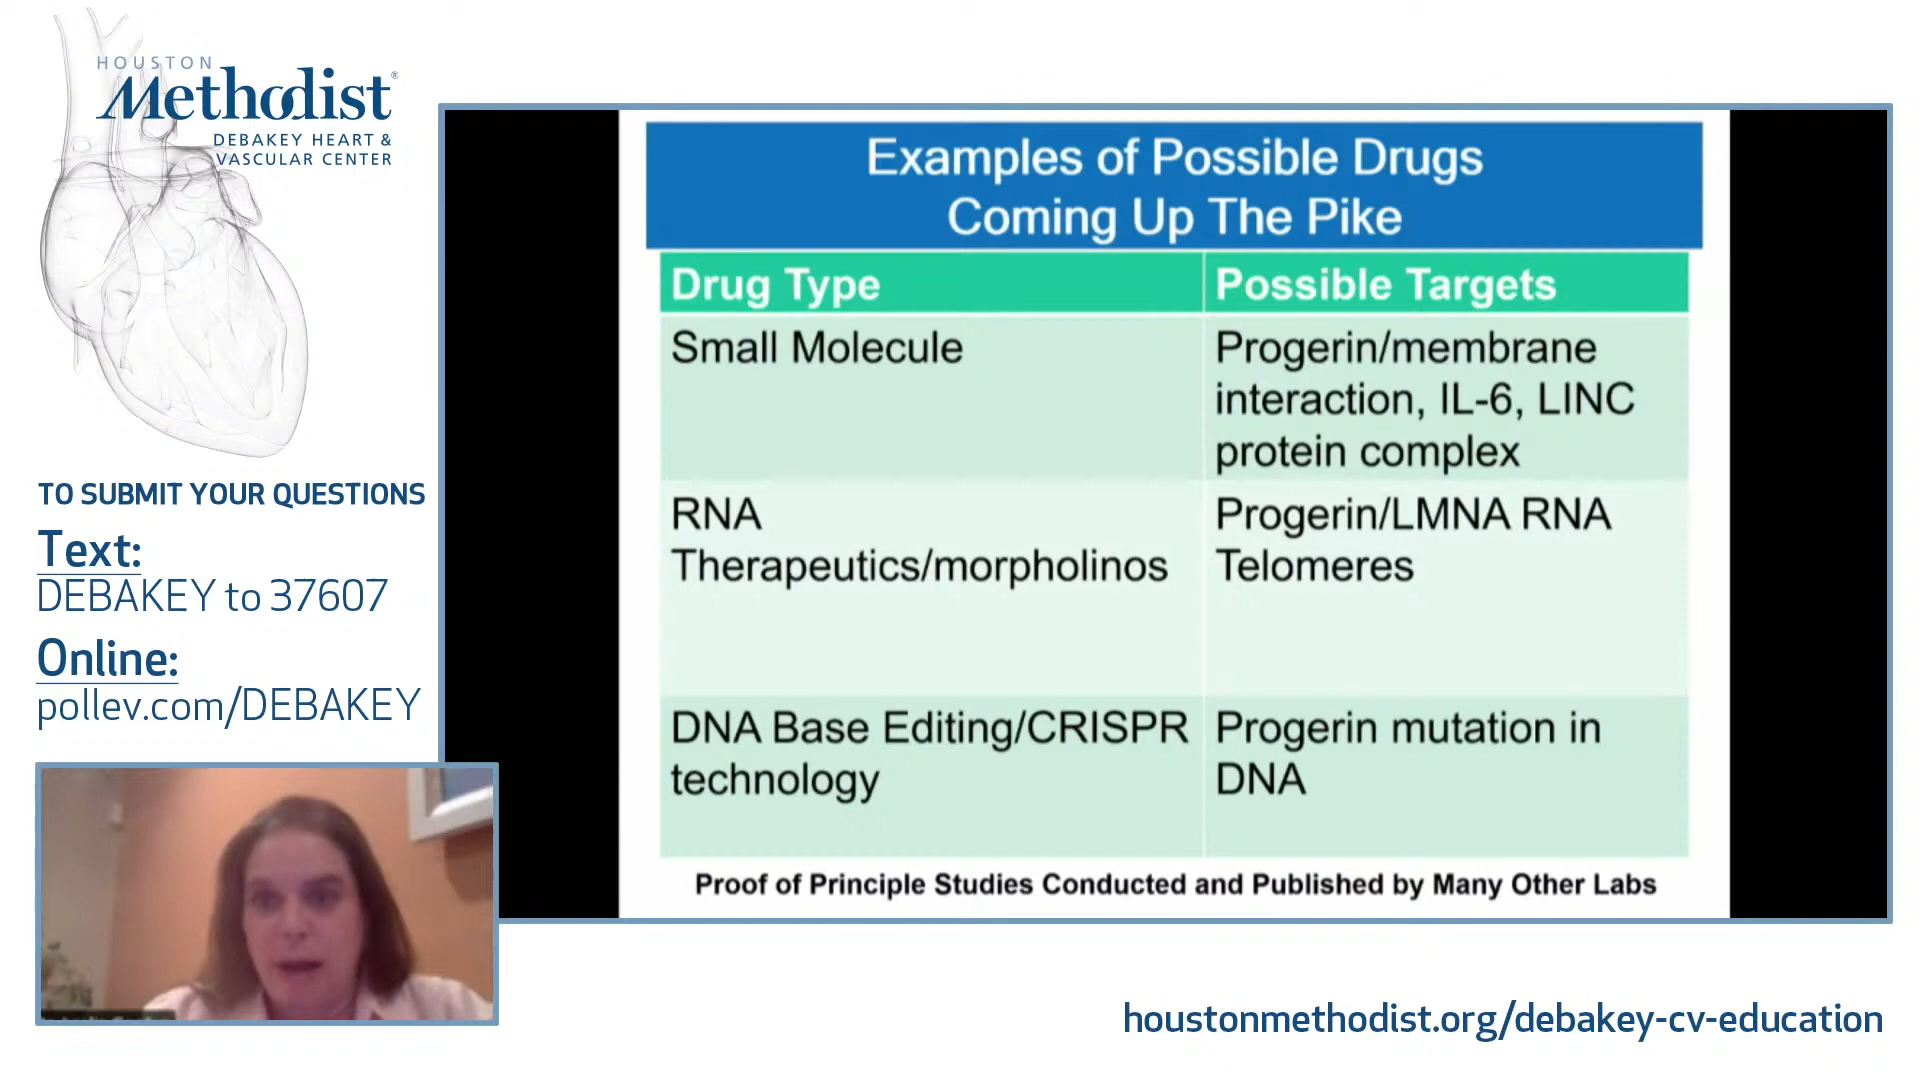 HOUSTON
Methodist®
DEBAKEY HEART &
VASCULAR CENTER
TO SUBMIT YOUR QUESTIONS
Text:
DEBAKEY to 37607
Online:
pollev.com/DEBAKEY
Examples of Possible Drugs
Coming Up The Pike
Drug Type
Possible Targets
Small Molecule
Progerin/membrane
interaction, IL-6, LINC
protein complex
RNA
Therapeutics/morpholinos
Progerin/LMNA RNA
Telomeres
DNA Base Editing/CRISPR
technology
Progerin mutation in
DNA
Proof of Principle Studies Conducted and Published by Many Other Labs
houstonmethodist.org/debakey-cv-education